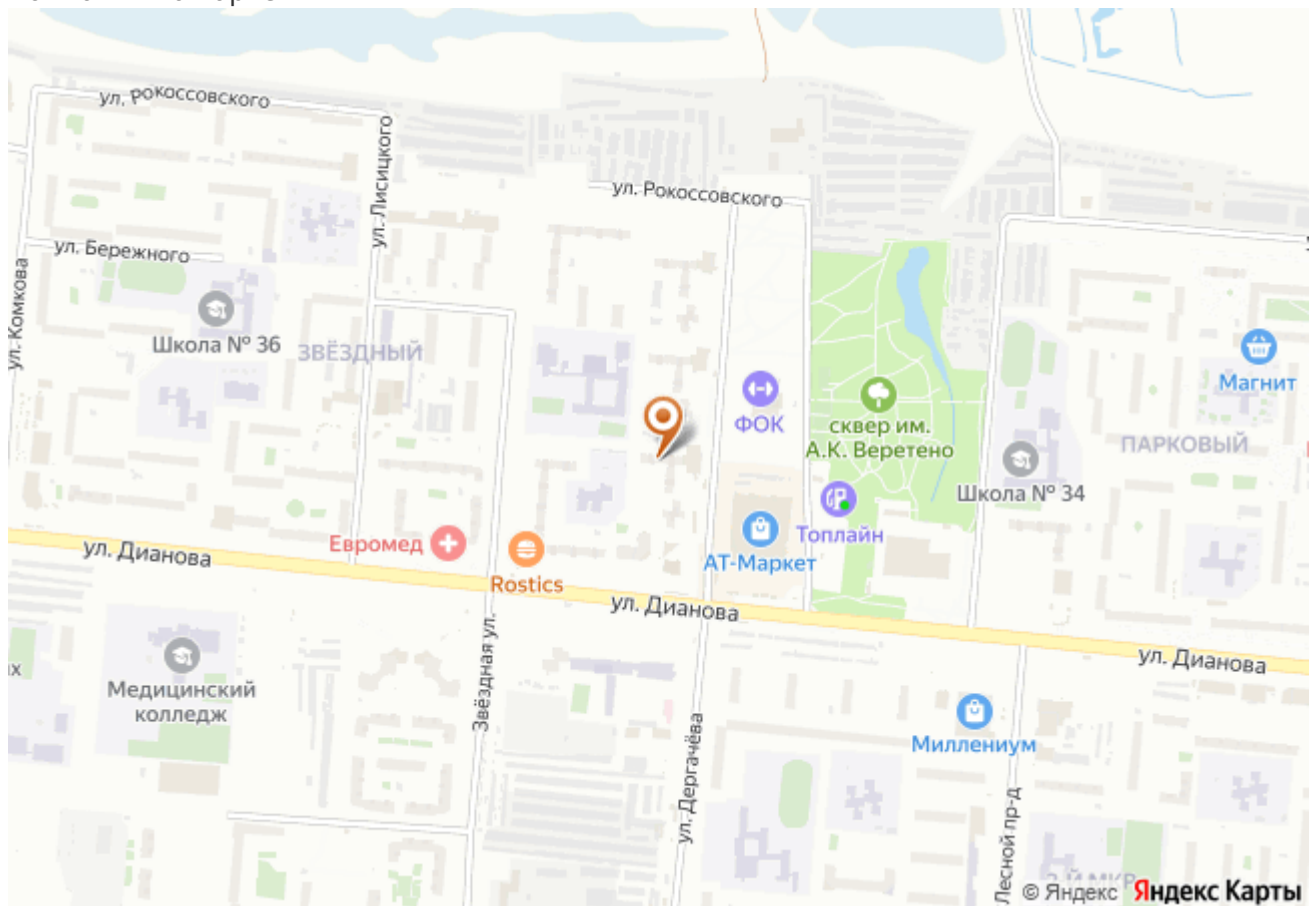 ул. Рокоссовского
ул. Лисицкого
ул. Рокоссовского
ул. Бережного
ул. Комкова
Школа № 36
ЗВЁЗДНЫЙ
ФОК
сквер им.
А.К. Веретено
Магнит
ПАРКОВЫЙ
Школа № 34
Топлайн
АТ-Маркет
Евромед
Rostics
ул. Дианова
ул. Дианова
ул. Дианова
Звёздная ул.
Медицинский
колледж
ул. Дергачёва
Миллениум
Лесной пр-д
© Яндекс Яндекс Карты